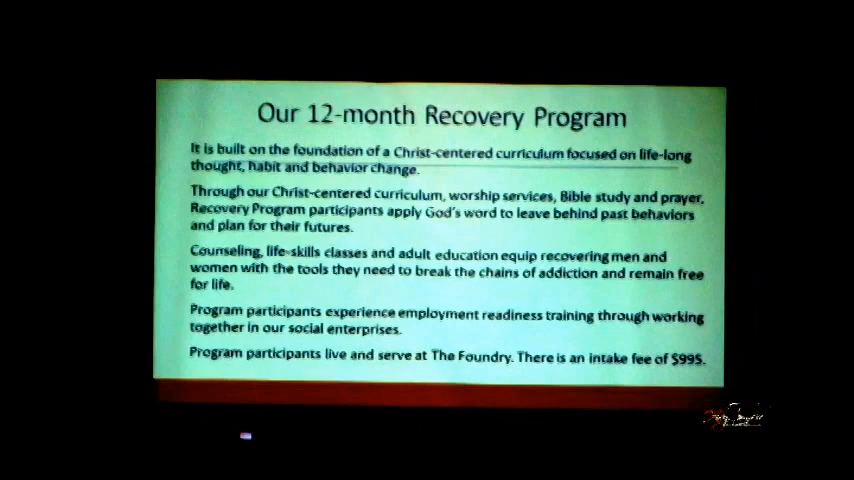 Our 12-month Recovery Program
It is built on the foundation of a Christ-centered curriculum focused on life-long
thought, habit and behavior change.
Through our Christ-centered curriculum, worship services, Bible study and prayer,
Recovery Program participants apply God's word to leave behind past behaviors
and plan for their futures.
Counseling, life-skills classes and adult education equip recovering men and
women with the tools they need to break the chains of addiction and remain free
for life.
Program participants experience employment readiness training through working
together in our social enterprises.
Program participants live and serve at The Foundry. There is an intake fee of $995.